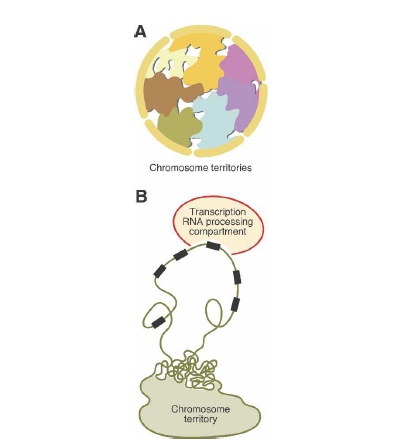 A
Chromosome territories
B
Transcription
RNA processing
compartment
Chromosome
territory